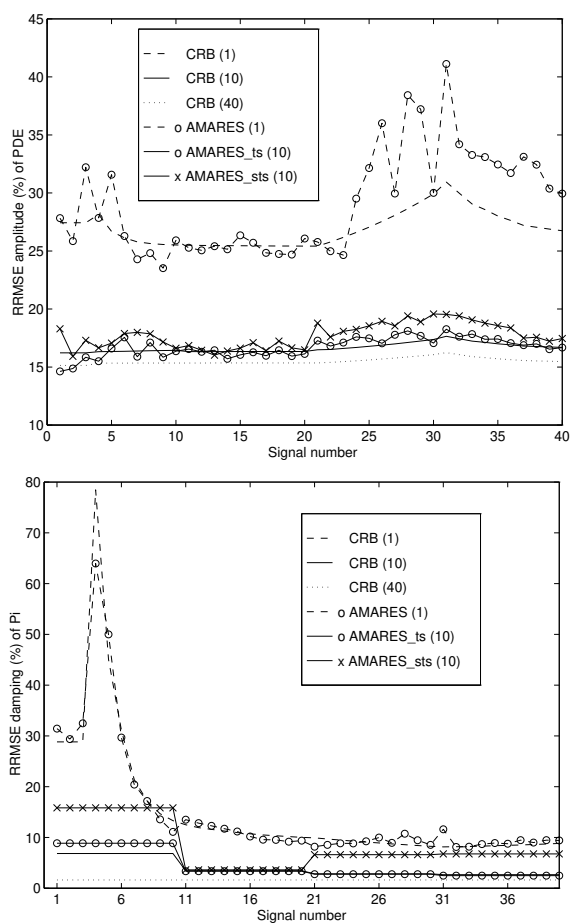 45
40
35
30
25
20
15
10
RRMSE amplitude (%) of PDE
CRB (1)
CRB (10)
CRB (40)
o AMARES (1)
o AMARES_ts (10)
x AMARES_sts (10)
0 5 10 15 20 25 30 35 40
Signal number
80
70
60
50
40
30
20
10
0
RRMSE damping (%) of Pi
CRB (1)
CRB (10)
CRB (40)
o AMARES (1)
o AMARES_ts (10)
x AMARES_sts (10)
1 6 11 16 21 26 31 36
Signal number